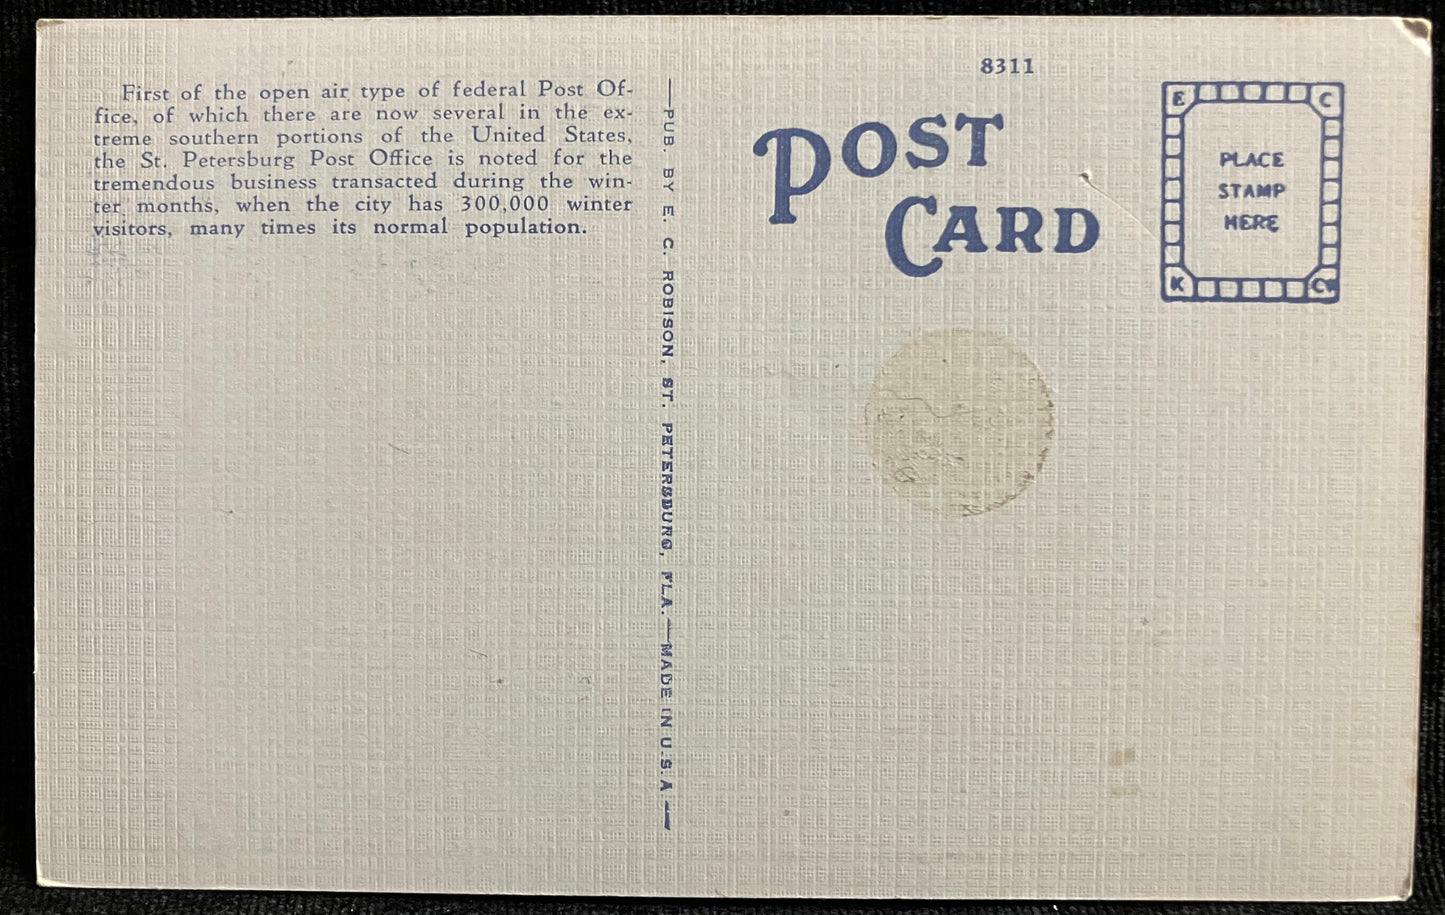 First of the open air type of federal Post Of-
fice, of which there are now several in the ex-
treme southern portions of the United States,
the St. Petersburg Post Office is noted for the
tremendous business transacted during the win-
ter months, when the city has 300,000 winter
visitors, many times its normal population.
—PUB. BY E. C. ROBISON, ST. PETERSBURG, FLA.—MADE IN U.S.A—
8311
POST
CARD
E C
PLACE
STAMP
HERE
K Co